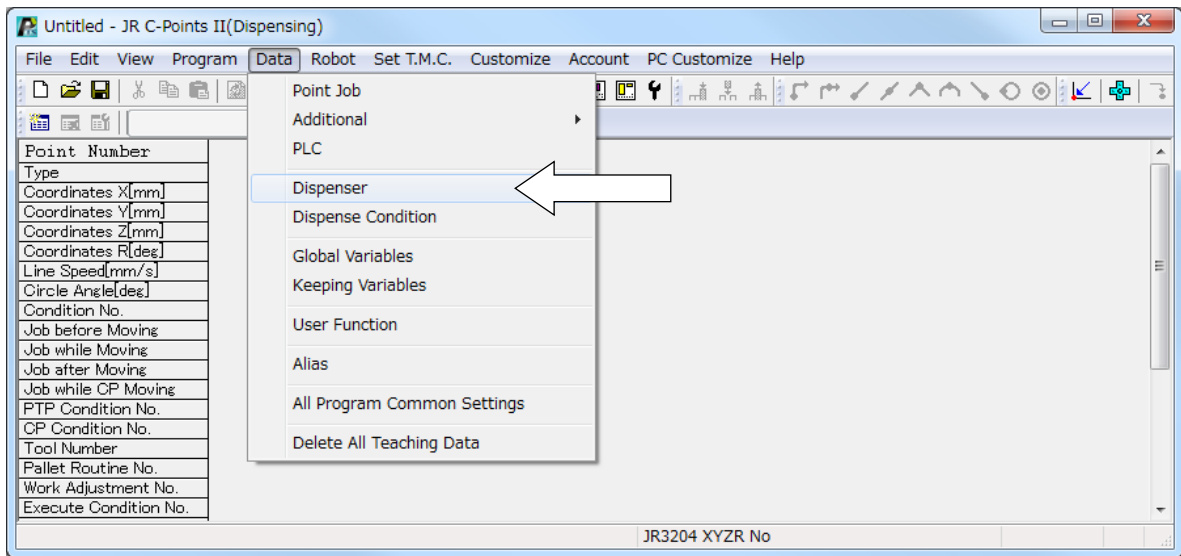 Untitled - JR C-Points II(Dispensing)
File Edit View Program Data Robot Set T.M.C. Customize Account PC Customize Help
Point Job
Additional
PLC
Dispenser
Dispense Condition
Global Variables
Keeping Variables
User Function
Alias
All Program Common Settings
Delete All Teaching Data
Point Number
Type
Coordinates X[mm]
Coordinates Y[mm]
Coordinates Z[mm]
Coordinates R[deg]
Line Speed[mm/s]
Circle Angle[deg]
Condition No.
Job before Moving
Job while Moving
Job after Moving
Job while CP Moving
PTP Condition No.
CP Condition No.
Tool Number
Pallet Routine No.
Work Adjustment No.
Execute Condition No.
JR3204 XYZR No